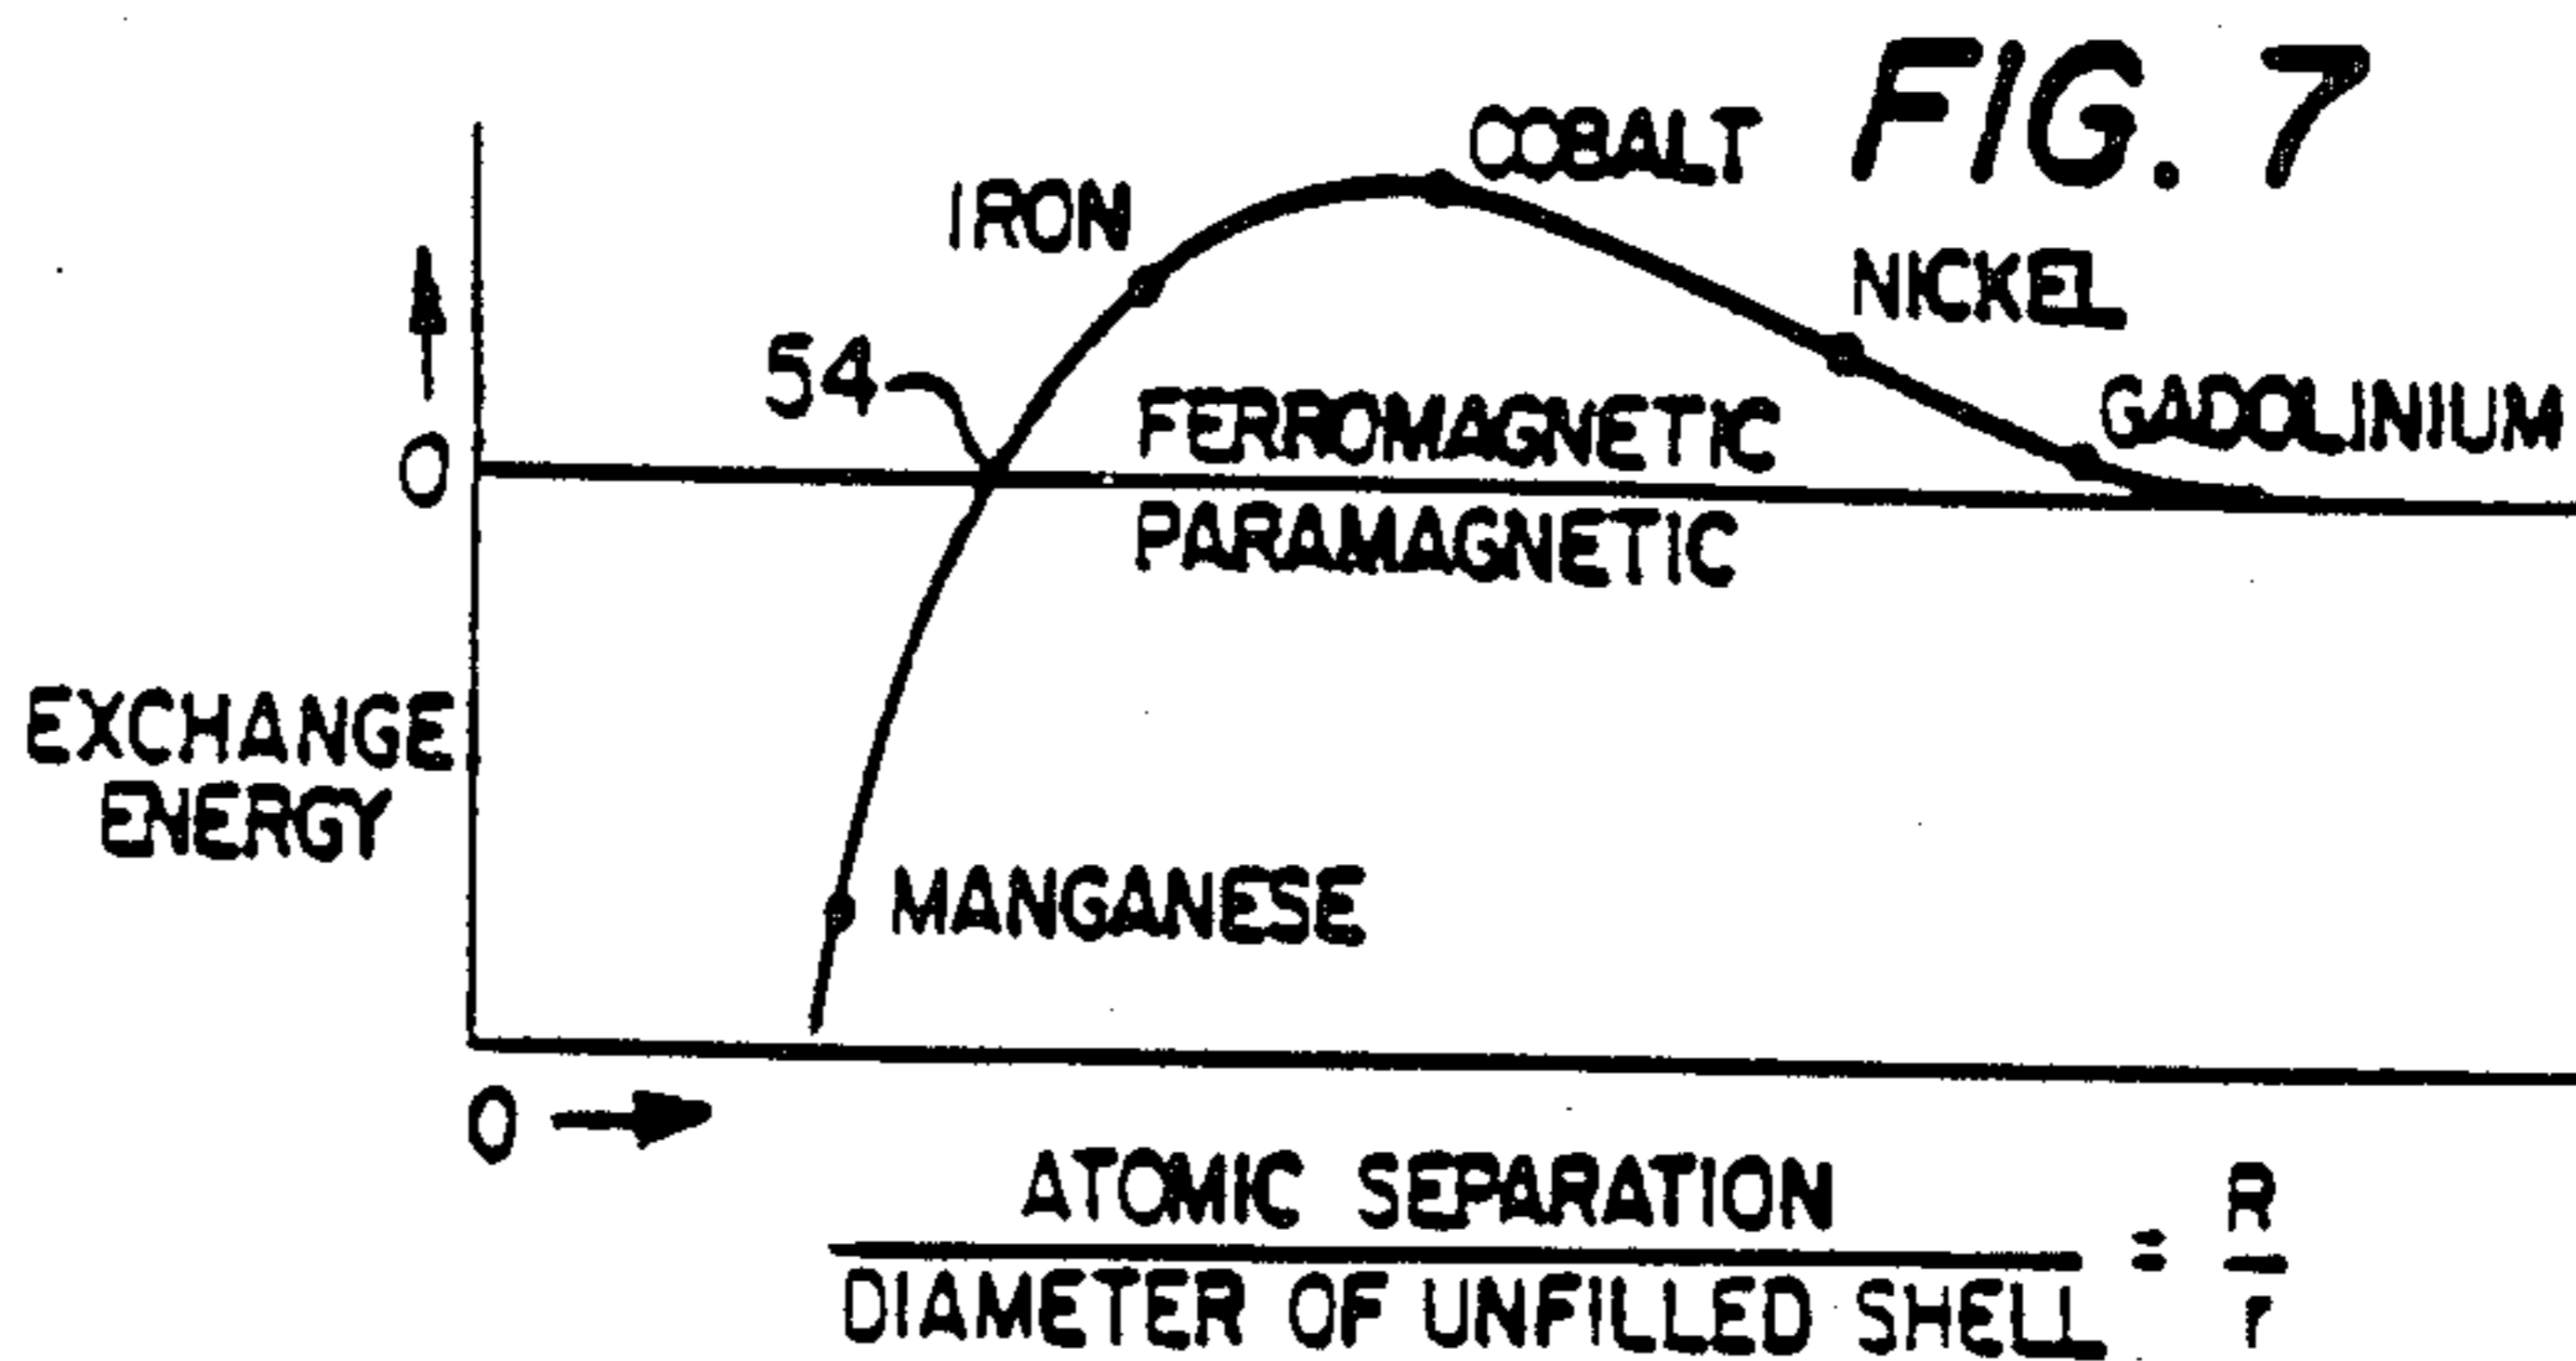 FIG. 7
COBALT
IRON
NICKEL
54
FERROMAGNETIC
GADOLINIUM
0
PARAMAGNETIC
EXCHANGE
ENERGY
MANGANESE
0
ATOMIC SEPARATION
DIAMETER OF UNFILLED SHELL
= R
r